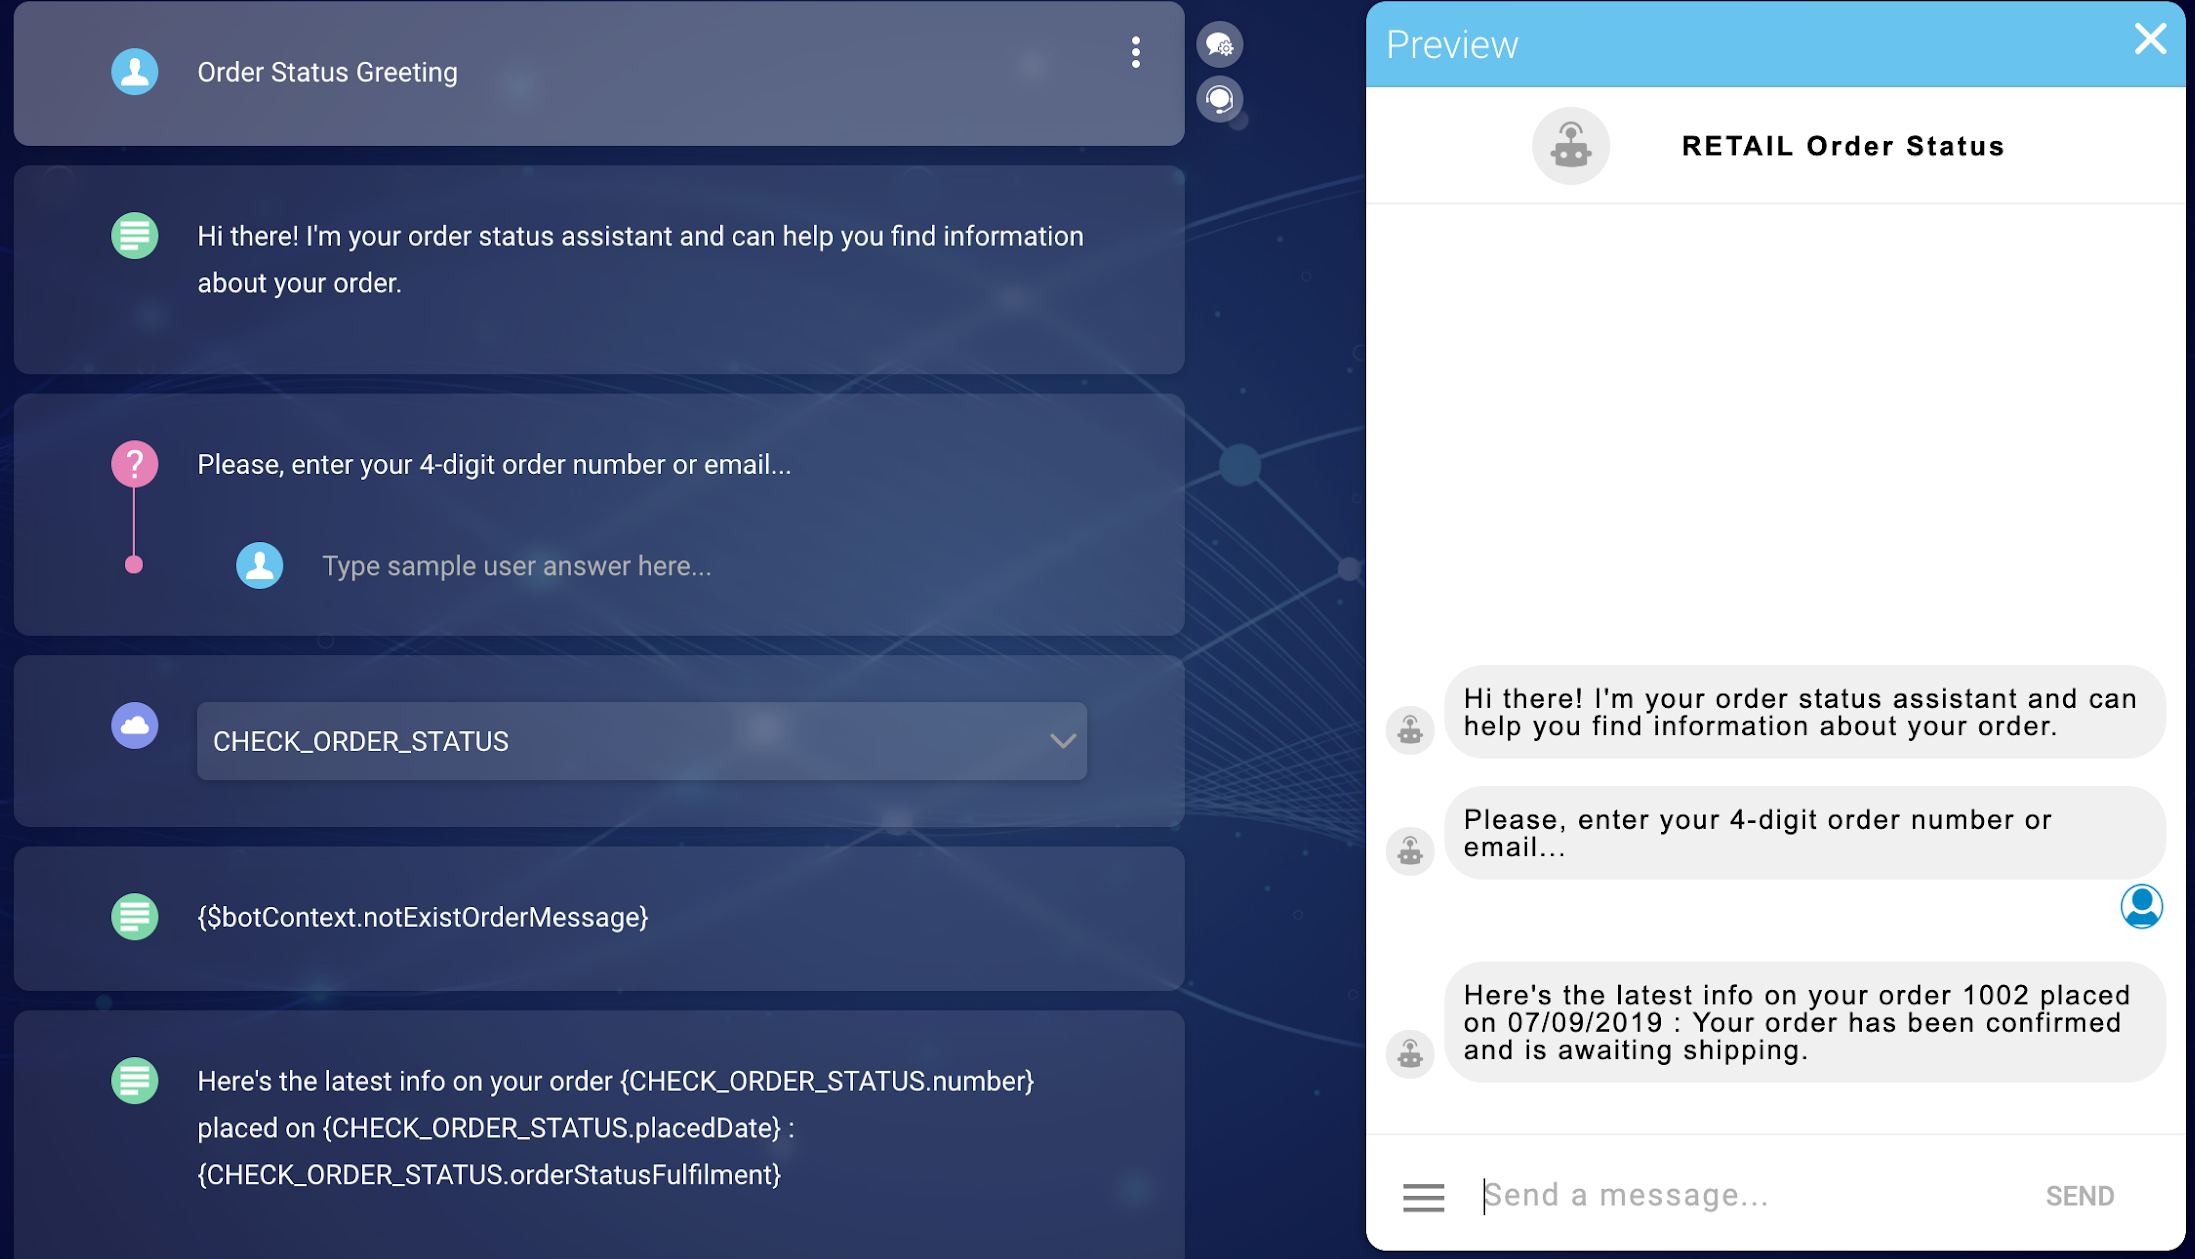 Order Status Greeting
Hi there! I'm your order status assistant and can help you find information
about your order.
Please, enter your 4-digit order number or email...
Type sample user answer here...
CHECK_ORDER_STATUS
{$botContext.notExistOrderMessage}
Here's the latest info on your order {CHECK_ORDER_STATUS.number}
placed on {CHECK_ORDER_STATUS.placedDate} :
{CHECK_ORDER_STATUS.orderStatusFulfilment}
Preview
RETAIL Order Status
Hi there! I'm your order status assistant and can
help you find information about your order.
Please, enter your 4-digit order number or
email...
Here's the latest info on your order 1002 placed
on 07/09/2019 : Your order has been confirmed
and is awaiting shipping.
Send a message...
SEND